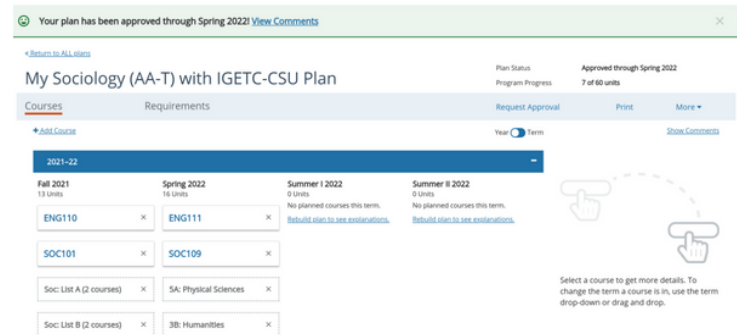 Your plan has been approved through Spring 2022! View Comments
< Return to ALL plans
My Sociology (AA-T) with IGETC-CSU Plan
Plan Status Approved through Spring 2022
Program Progress 7 of 60 units
Courses Requirements Request Approval Print More
+ Add Course Year Term Show Comments
2021–22
Fall 2021 Spring 2022 Summer I 2022 Summer II 2022
13 Units 16 Units 0 Units 0 Units
No planned courses this term. No planned courses this term.
Rebuild plan to see explanations. Rebuild plan to see explanations.
ENG110 × ENG111 ×
SOC101 × SOC109 ×
Select a course to get more details. To
change the term a course is in, use the term
drop-down or drag and drop.
Soc: List A (2 courses) × 5A: Physical Sciences ×
Soc: List B (2 courses) × 3B: Humanities ×